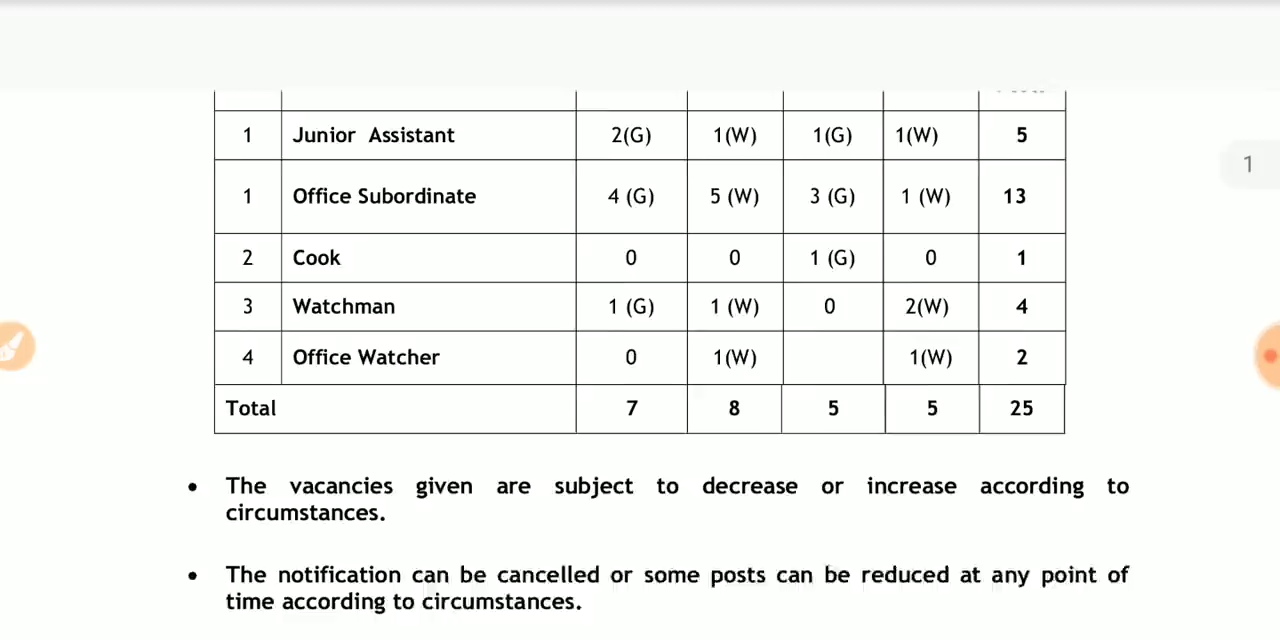 1 Junior Assistant 2(G) 1(W) 1(G) 1(W) 5
1
1 Office Subordinate 4 (G) 5 (W) 3 (G) 1 (W) 13
2 Cook 0 0 1 (G) 0 1
3 Watchman 1 (G) 1 (W) 0 2(W) 4
4 Office Watcher 0 1(W) 1(W) 2
Total 7 8 5 5 25
• The vacancies given are subject to decrease or increase according to
circumstances.
• The notification can be cancelled or some posts can be reduced at any point of
time according to circumstances.